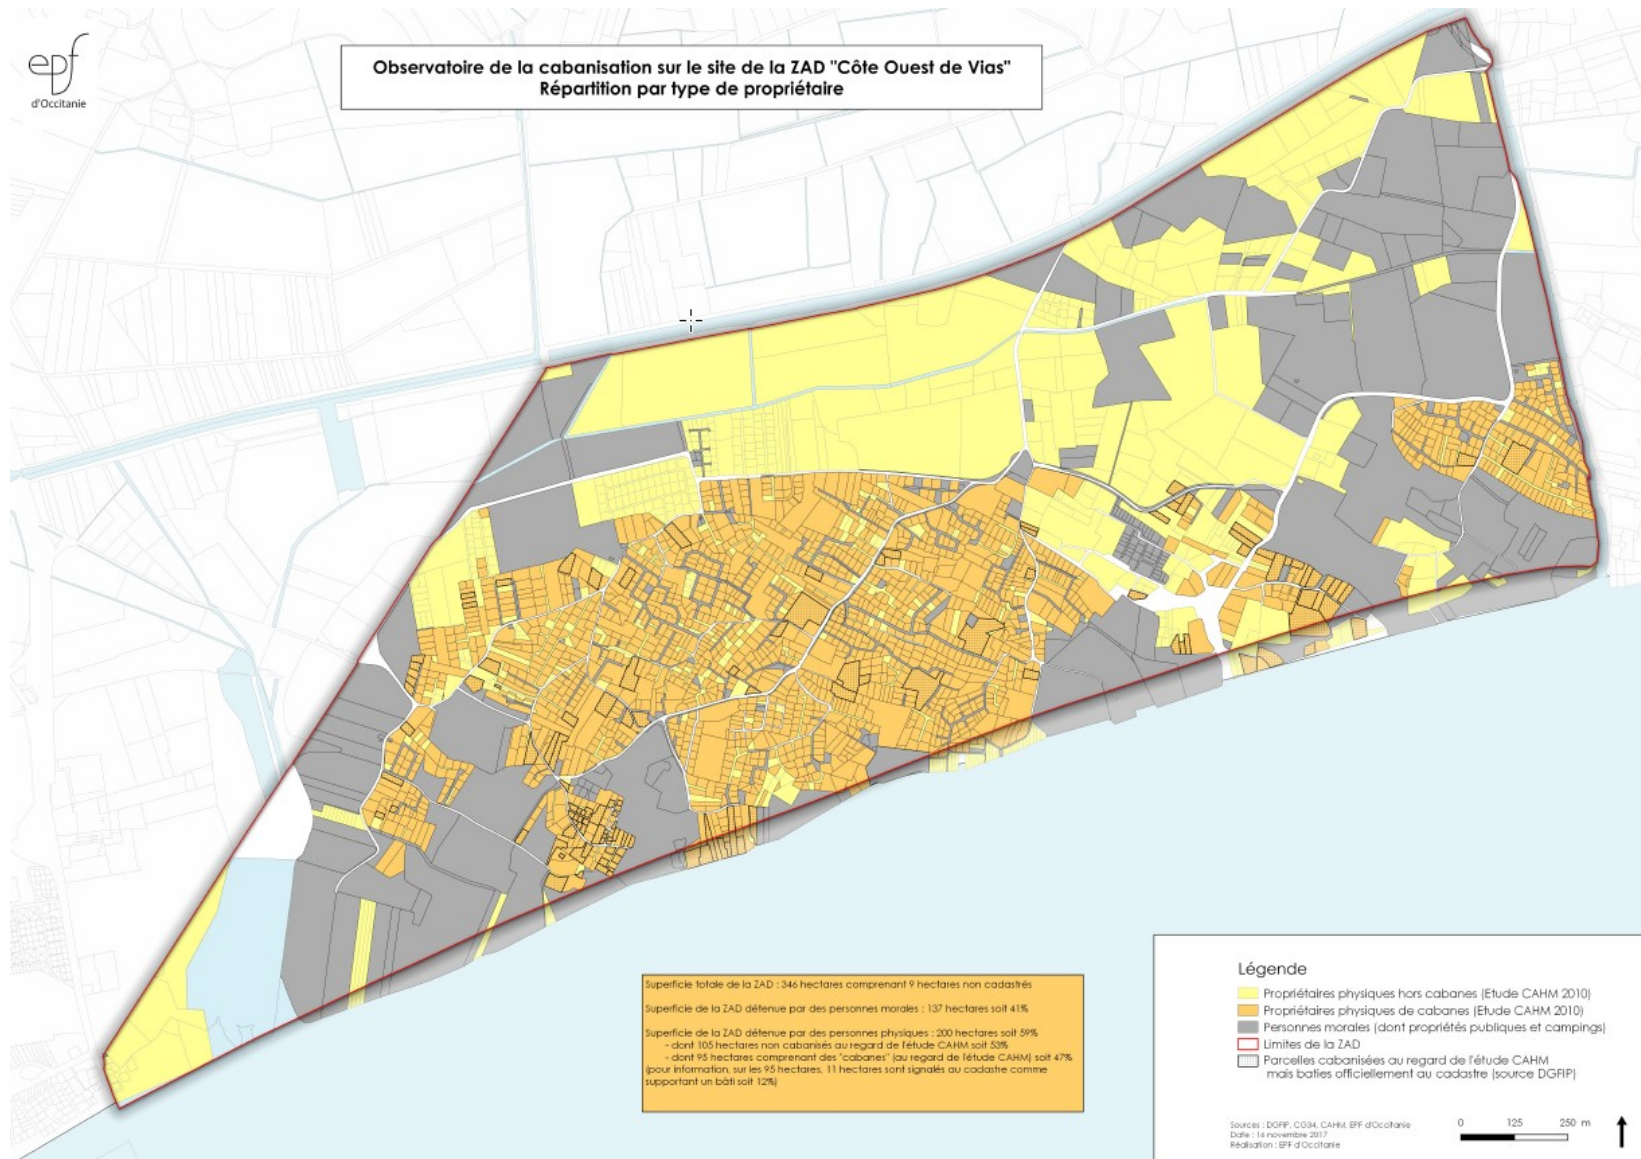 epf
d'Occitanie
Observatoire de la cabanisation sur le site de la ZAD "Côte Ouest de Vias"
Répartition par type de propriétaire
Superficie totale de la ZAD : 346 hectares comprenant 9 hectares non cadastrés
Superficie de la ZAD détenue par des personnes morales : 137 hectares soit 41%
Superficie de la ZAD détenue par des personnes physiques : 200 hectares soit 59%
- dont 105 hectares non cabanisés au regard de l'étude CAHM soit 53%
- dont 95 hectares comprenant des "cabanes" (au regard de l'étude CAHM) soit 47%
(pour information, sur les 95 hectares, 11 hectares sont signalés au cadastre comme
supportant un bâti soit 12%)
Légende
Propriétaires physiques hors cabanes (Etude CAHM 2010)
Propriétaires physiques de cabanes (Etude CAHM 2010)
Personnes morales (dont propriétés publiques et campings)
Limites de la ZAD
Parcelles cabanisées au regard de l'étude CAHM
mais baties officiellement au cadastre (source DGFIP)
Sources : DGFIP, CG34, CAHM, EPF d'Occitanie
Date : 16 novembre 2017
Réalisation : EPF d'Occitanie
0 125 250 m